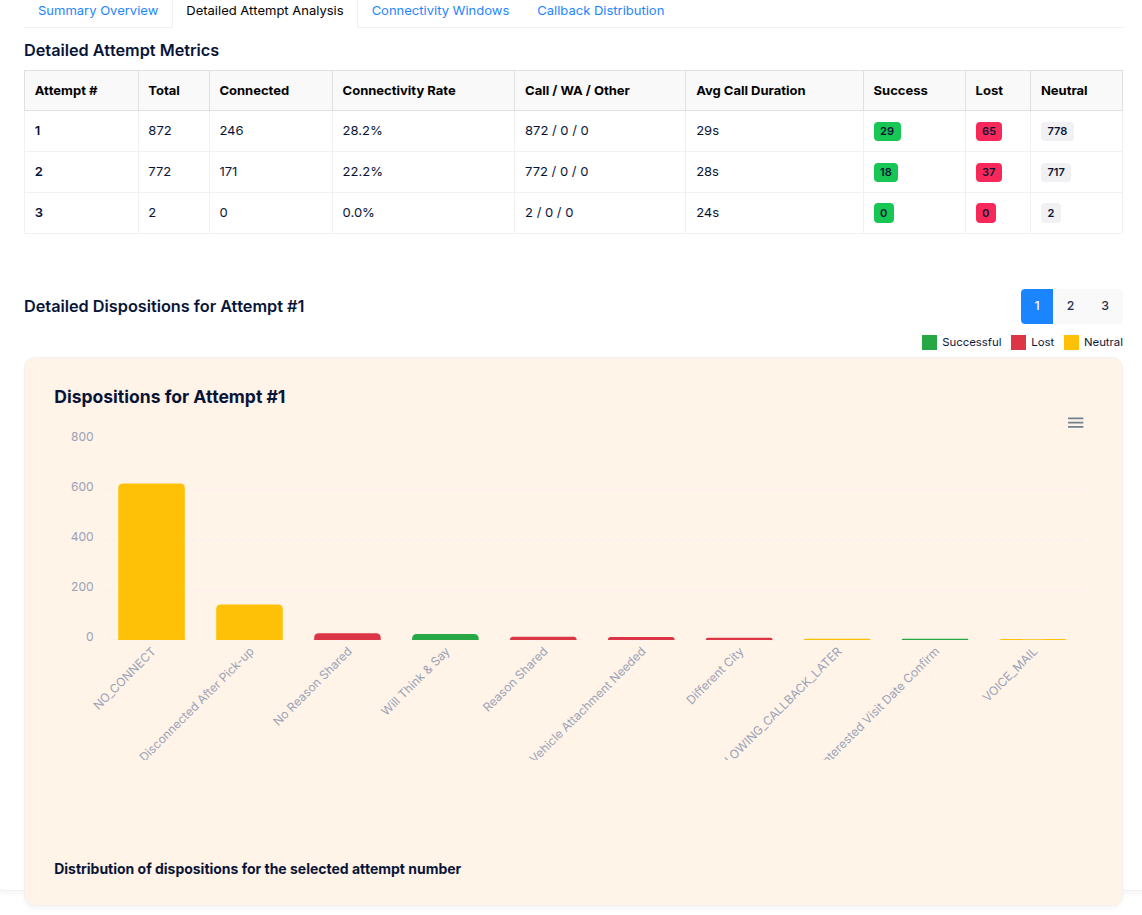 Summary Overview Detailed Attempt Analysis Connectivity Windows Callback Distribution
Detailed Attempt Metrics
Attempt # Total Connected Connectivity Rate Call / WA / Other Avg Call Duration Success Lost Neutral
1 872 246 28.2% 872 / 0 / 0 29s 29 65 778
2 772 171 22.2% 772 / 0 / 0 28s 18 37 717
3 2 0 0.0% 2 / 0 / 0 24s 0 0 2
Detailed Dispositions for Attempt #1
1 2 3
Successful Lost Neutral
Dispositions for Attempt #1
800
600
400
200
0
NO_CONNECT
Disconnected After Pick-up
No Reason Shared
Will Think & Say
Reason Shared
Vehicle Attachment Needed
Different City
LOWING_CALLBACK_LATER
nterested Visit Date Confirm
VOICE_MAIL
Distribution of dispositions for the selected attempt number